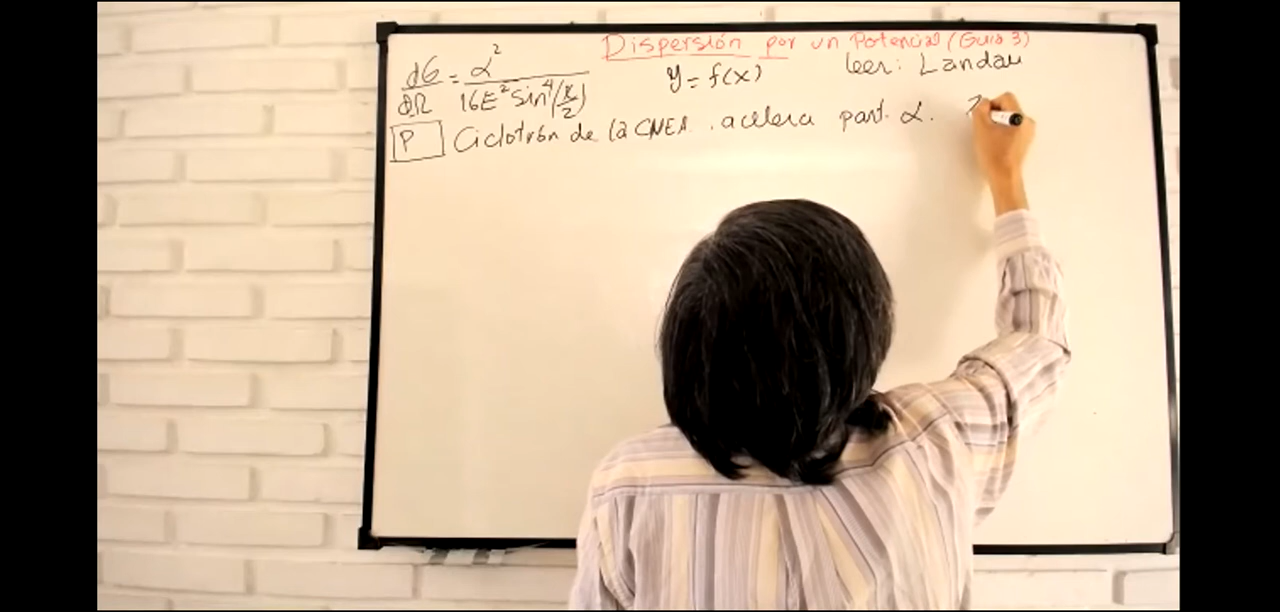 Dispersión por un Potencial (Guia 3)
dσ/dΩ = α²/(16E² sin⁴(χ/2))
y = f(x)
leer: Landau
P Ciclotrón de la CNEA. acelera part. α.